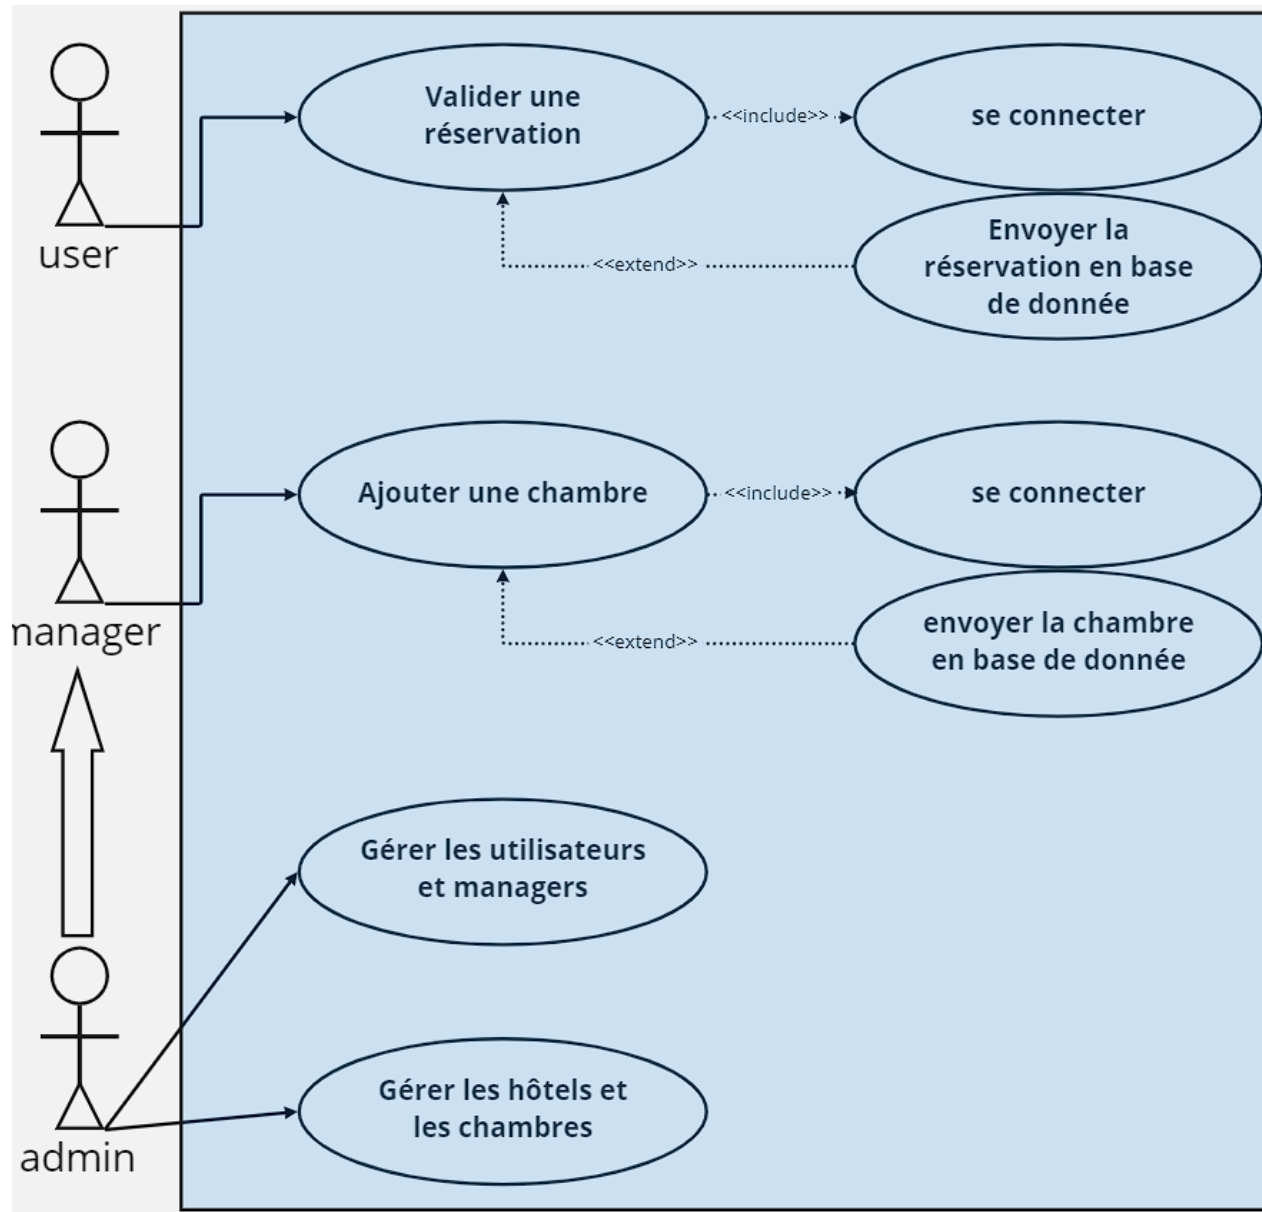 Valider une
réservation
<<include>>
se connecter
user
<<extend>>
Envoyer la
réservation en base
de donnée
Ajouter une chambre
<<include>>
se connecter
manager
<<extend>>
envoyer la chambre
en base de donnée
Gérer les utilisateurs
et managers
Gérer les hôtels et
les chambres
admin